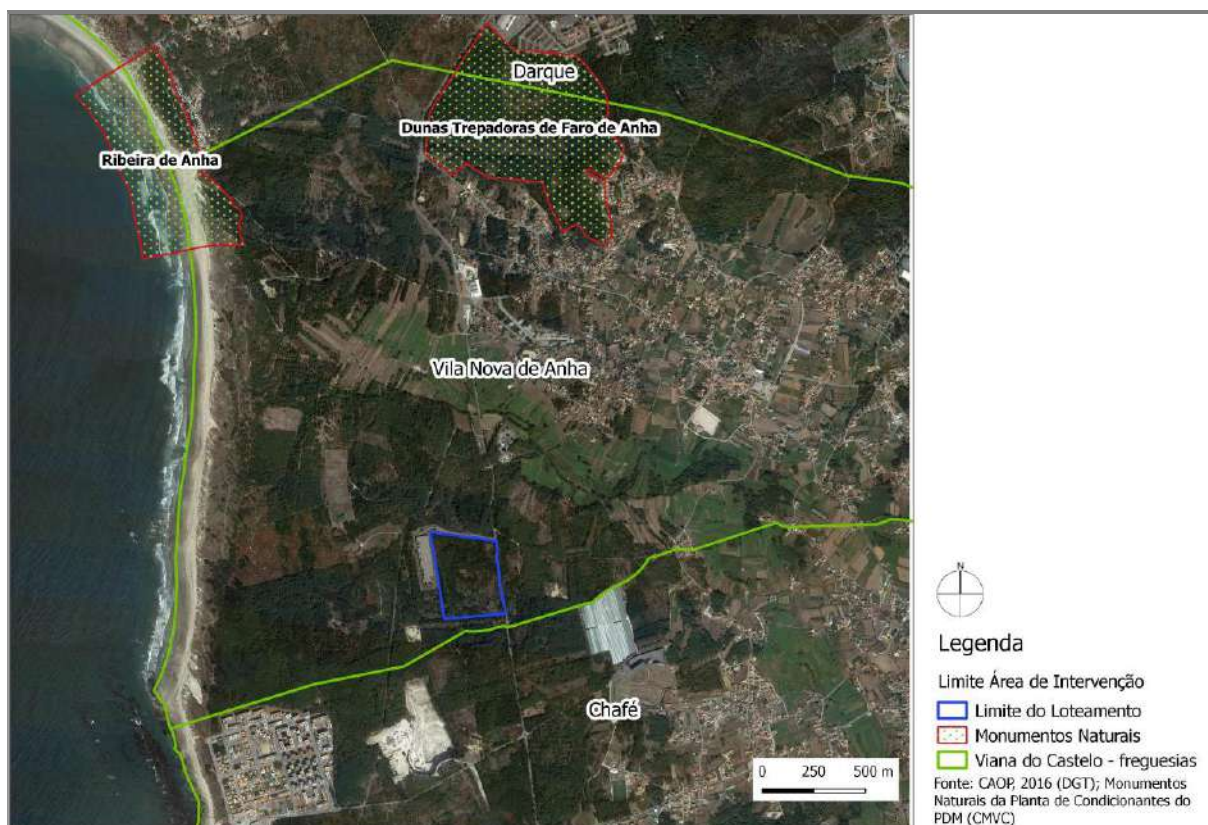 Darque
Dunas Trepadoras de Faro de Anha
Ribeira de Anha
Vila Nova de Anha
Chafé
0 250 500 m
N
Legenda
Limite Área de Intervenção
Limite do Loteamento
Monumentos Naturais
Viana do Castelo - freguesias
Fonte: CAOP, 2016 (DGT); Monumentos
Naturais da Planta de Condicionantes do
PDM (CMVC)